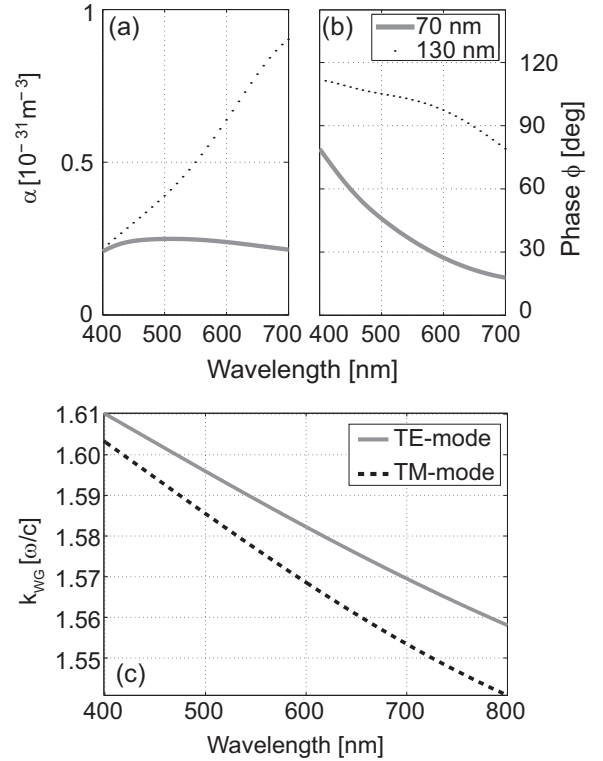 (a)
1
0.5
0
α [10⁻³¹m⁻³]
400 500 600 700
(b)
70 nm
130 nm
120
90
60
30
0
Phase ϕ [deg]
400 500 600 700
Wavelength [nm]
1.61
1.60
1.59
1.58
1.57
1.56
1.55
k_WG [ω/c]
TE-mode
TM-mode
(c)
400 500 600 700 800
Wavelength [nm]